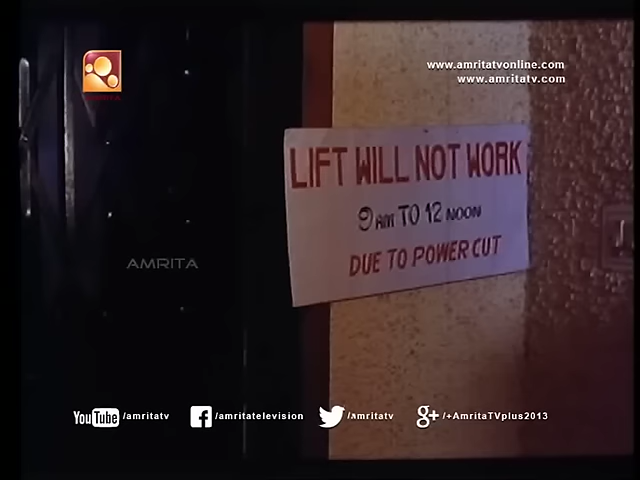 www.amritatvonline.com
www.amritatv.com
AMRITA
LIFT WILL NOT WORK
9 AM TO 12 NOON
DUE TO POWER CUT
AMRITA
YouTube /amritatv
f /amritatelevision
/amritatv
g+ /+AmritaTVplus2013